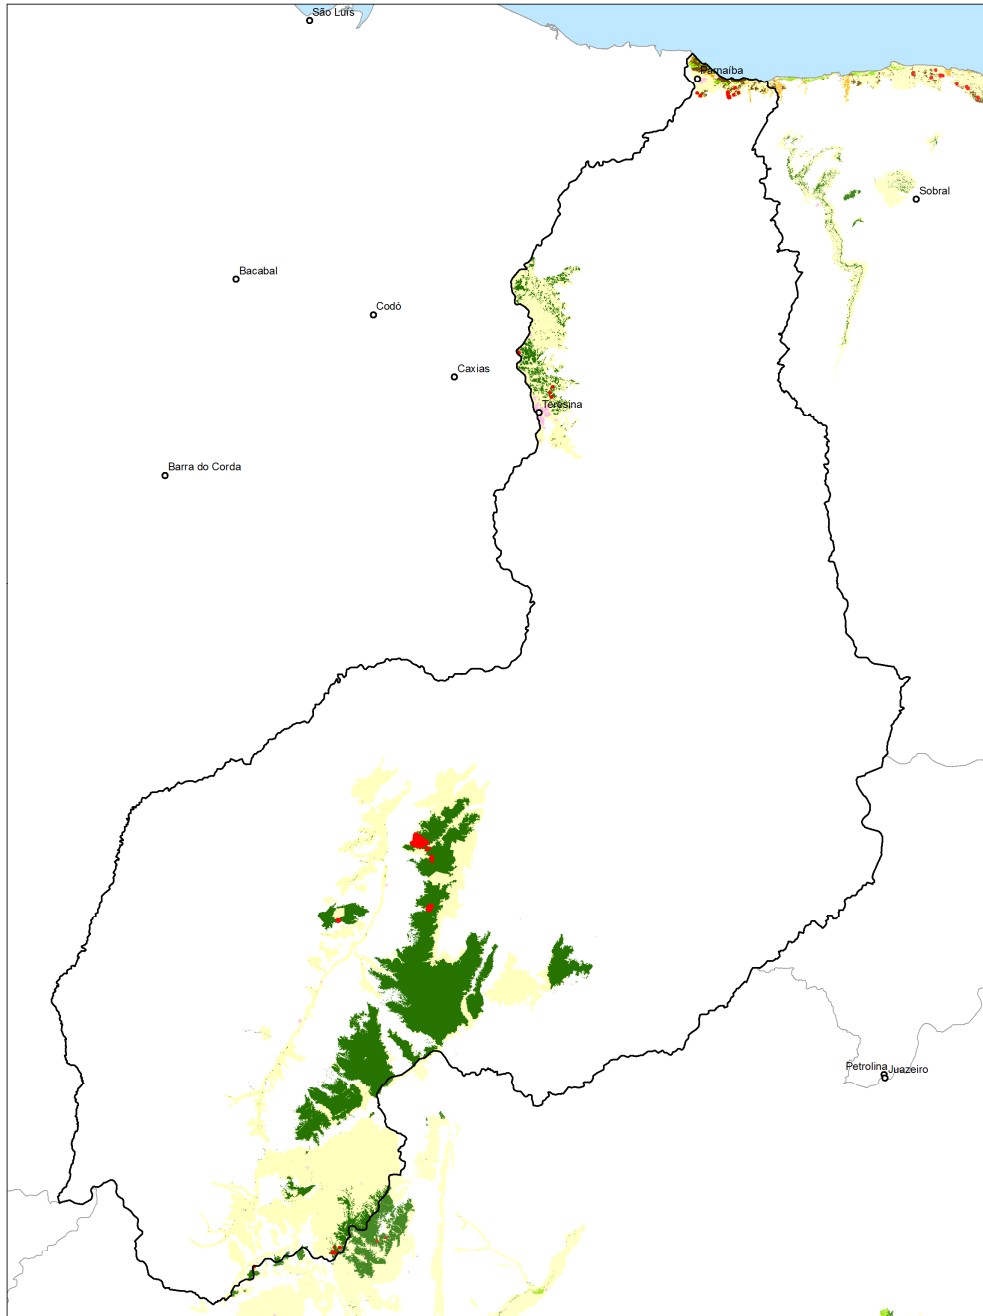 São Luís
Parnaíba
Sobral
Bacabal
Codó
Caxias
Teresina
Barra do Corda
Petrolina
Juazeiro